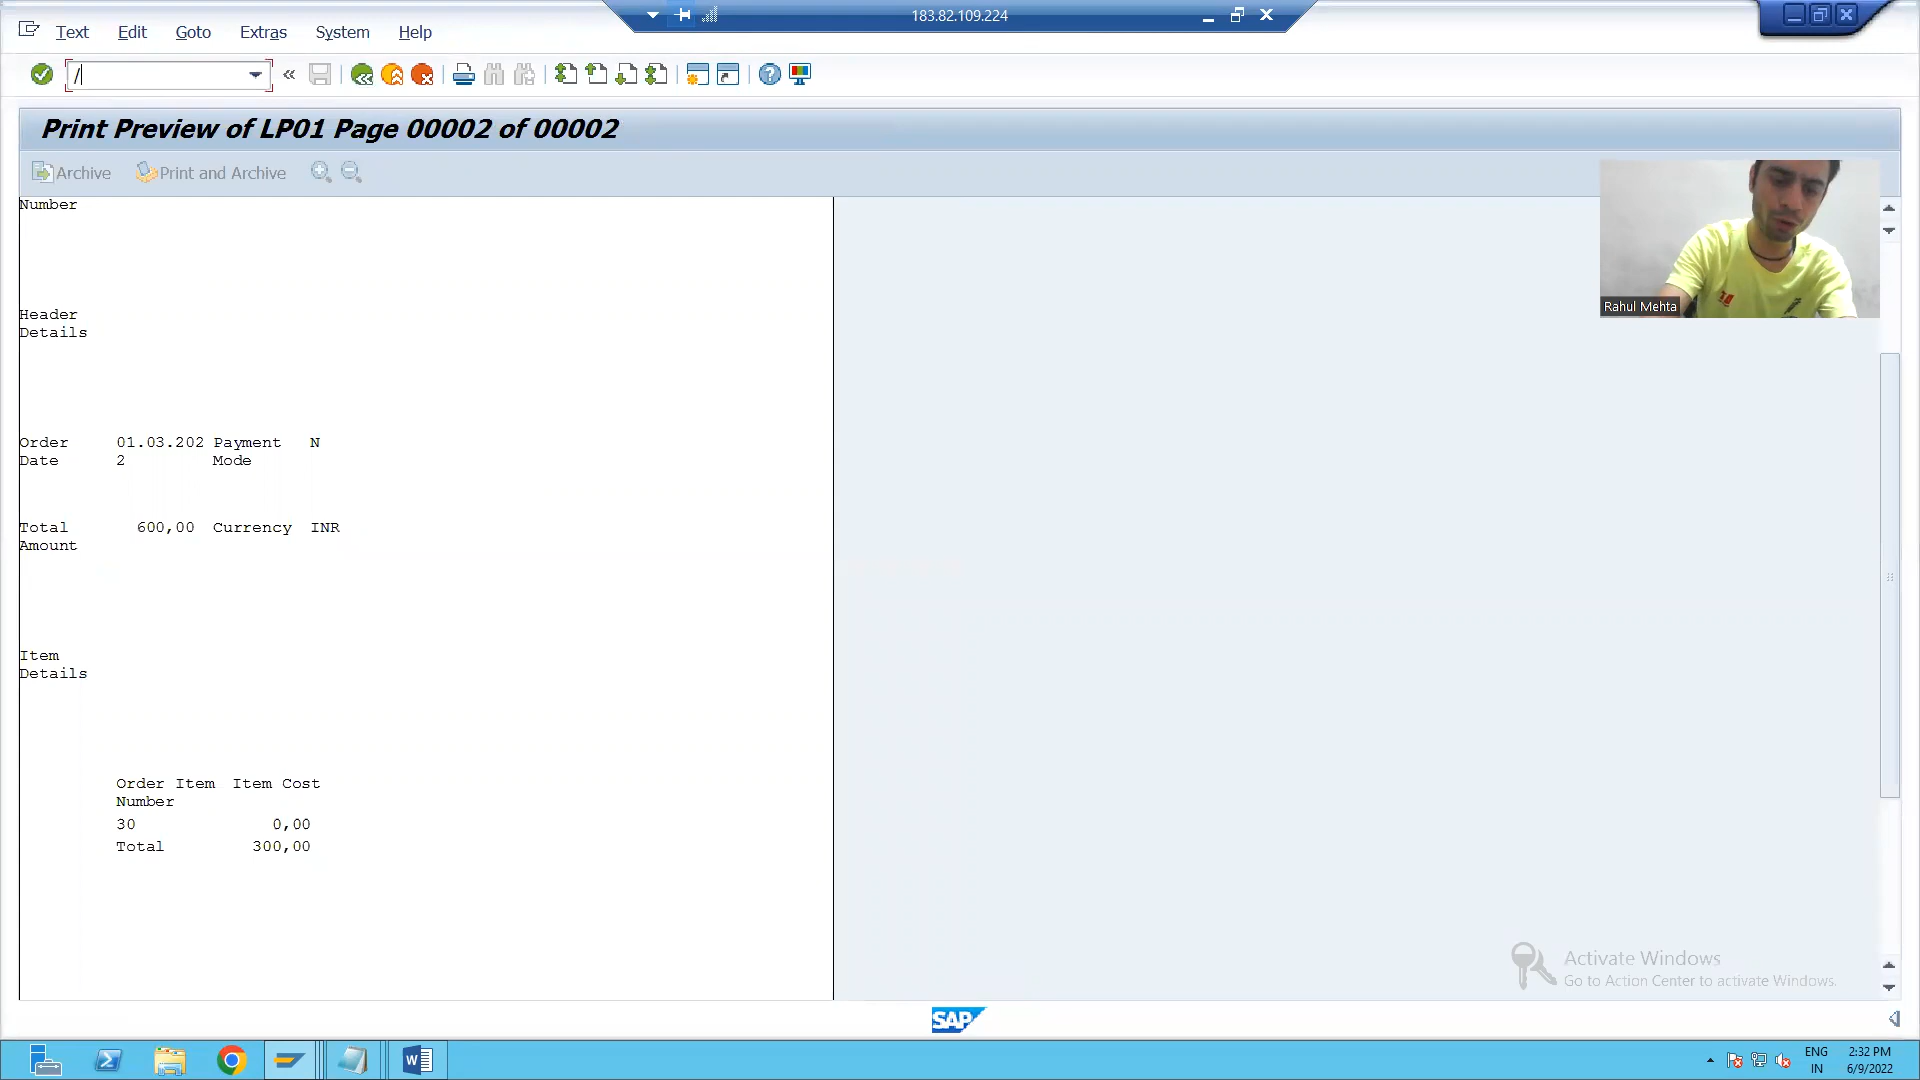 183.82.109.224
Text Edit Goto Extras System Help
/
Print Preview of LP01 Page 00002 of 00002
Archive Print and Archive
Rahul Mehta
Number
Header
Details
Order 01.03.202 Payment N
Date 2 Mode
Total 600,00 Currency INR
Amount
Item
Details
Order Item Item Cost
Number
30 0,00
Total 300,00
Activate Windows
Go to Action Center to activate Windows.
SAP
ENG 2:32 PM
IN 6/9/2022